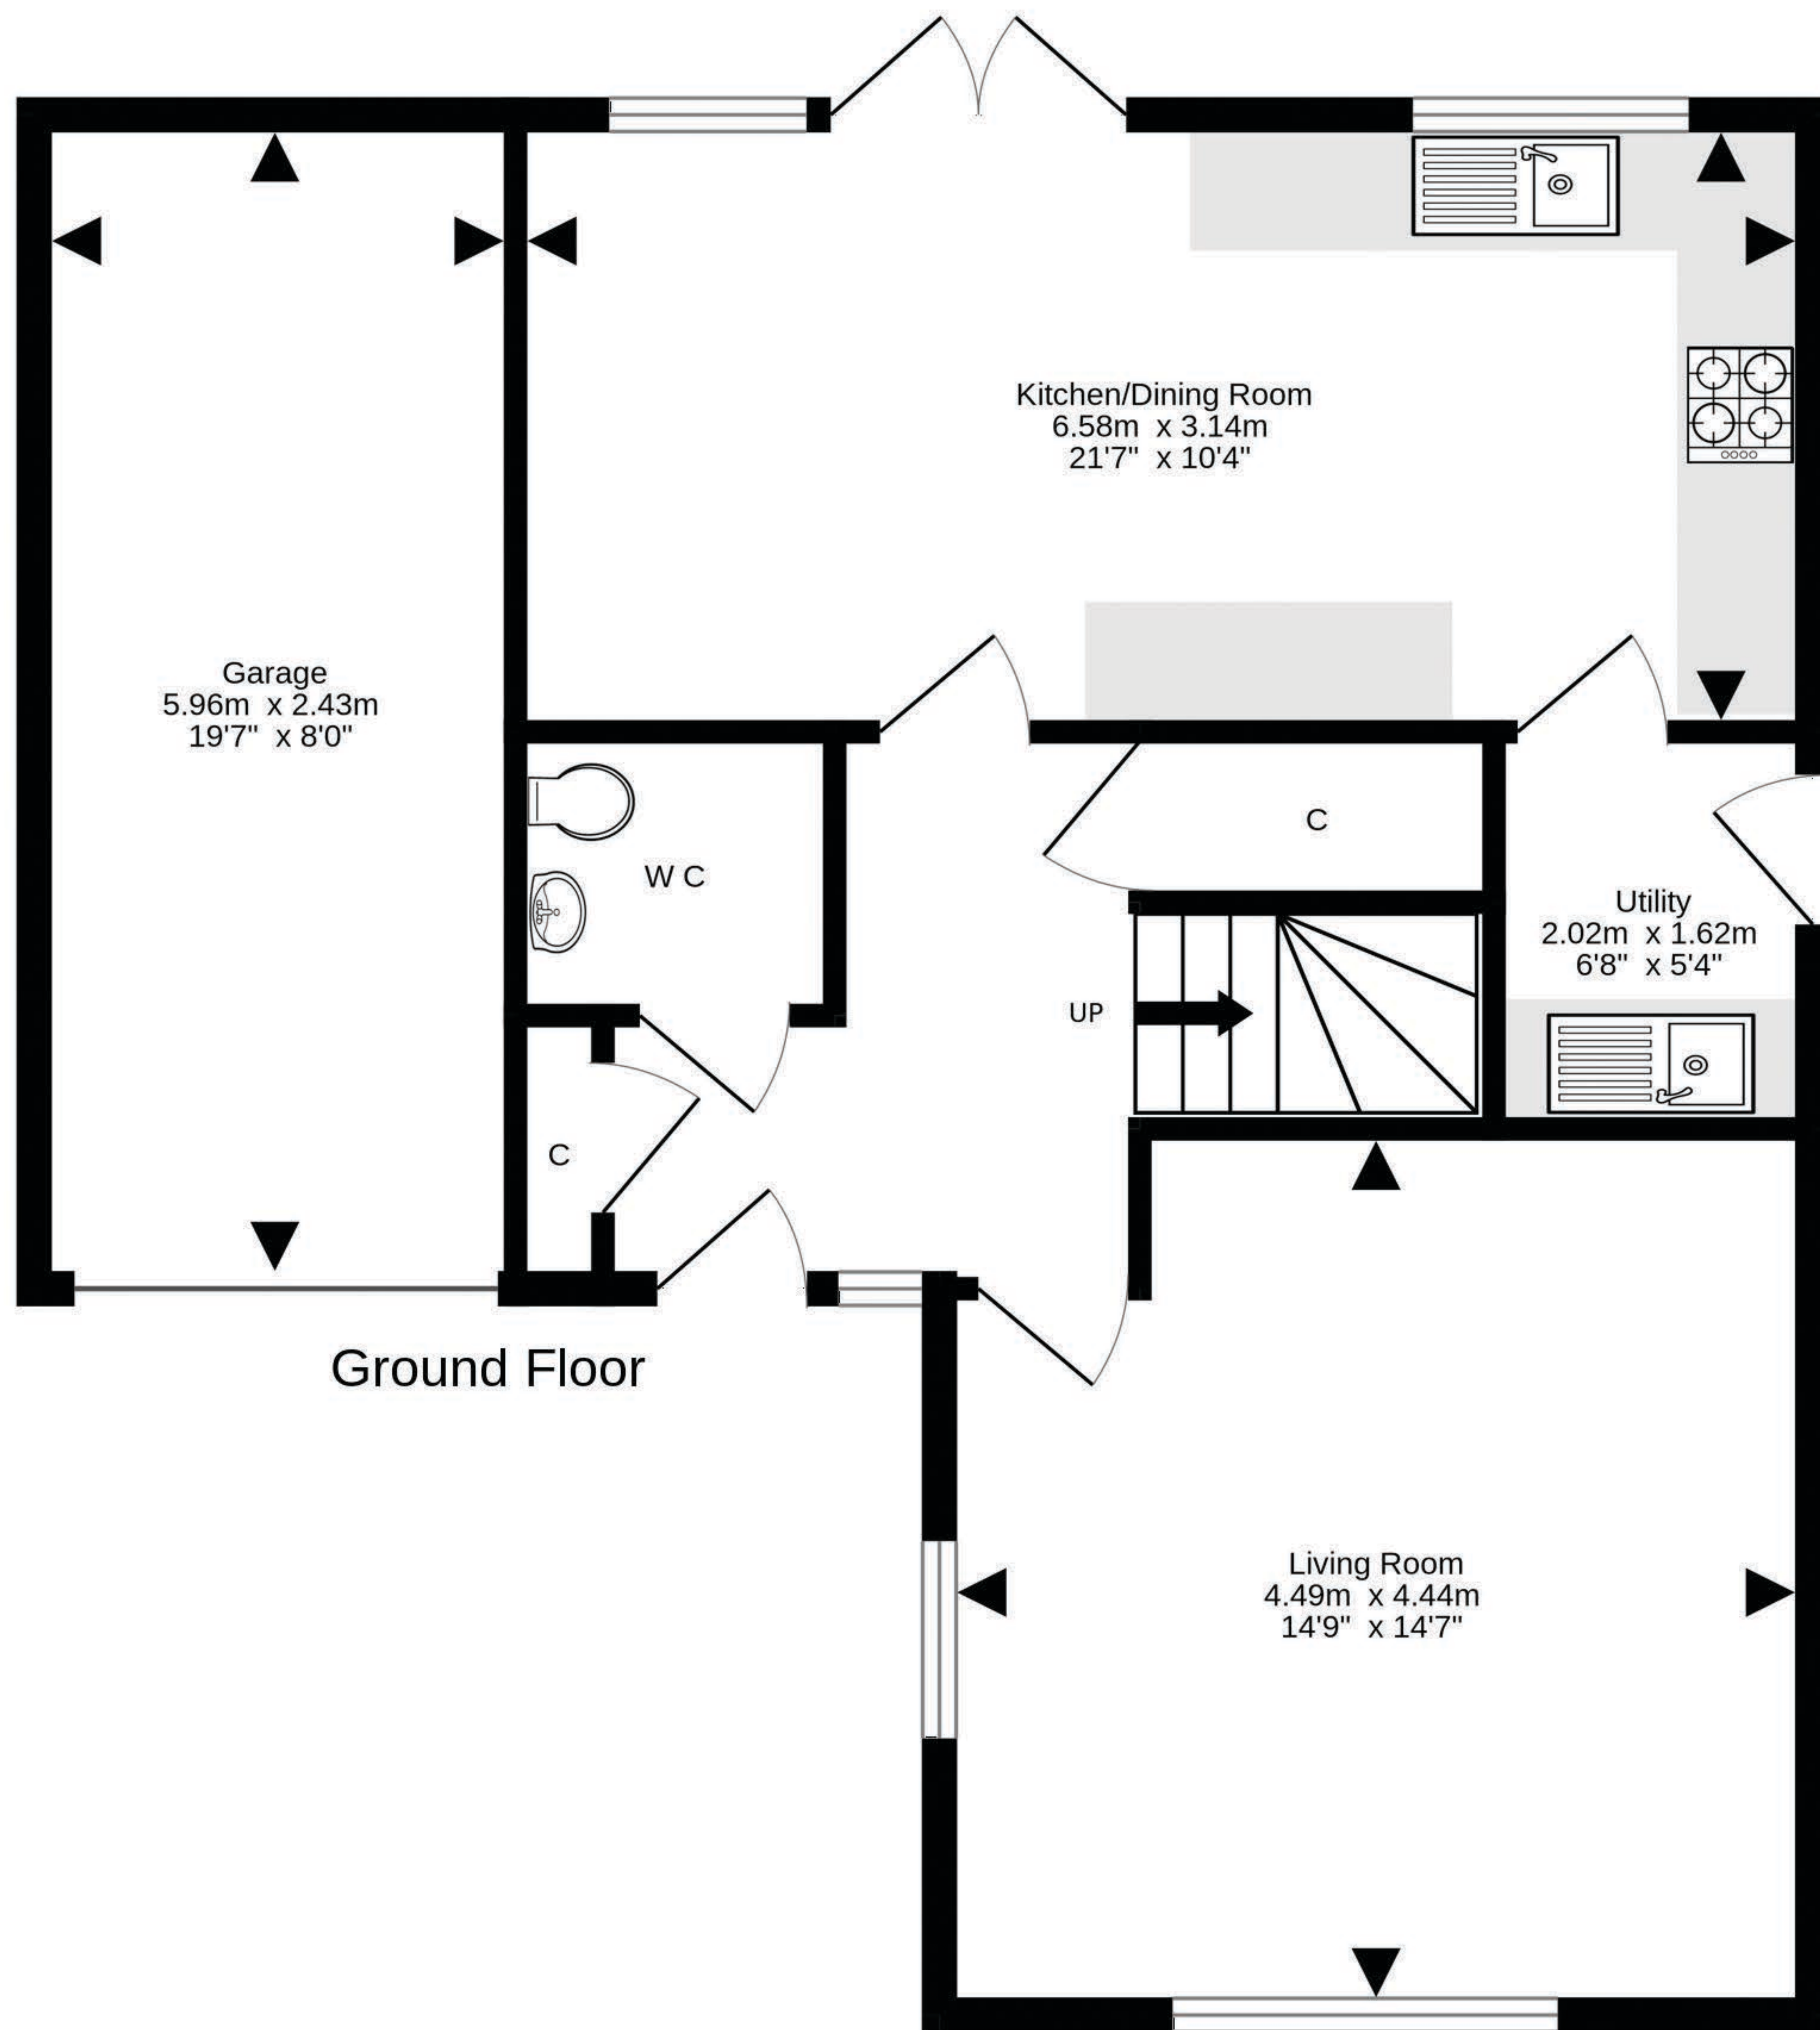 Kitchen/Dining Room
6.58m x 3.14m
21'7" x 10'4"
Garage
5.96m x 2.43m
19'7" x 8'0"
C
W C
Utility
2.02m x 1.62m
6'8" x 5'4"
UP
C
Ground Floor
Living Room
4.49m x 4.44m
14'9" x 14'7"